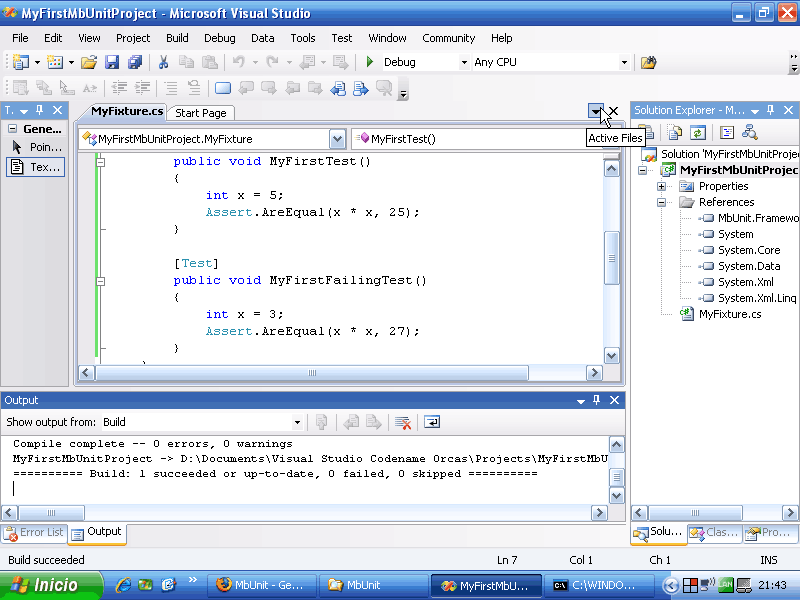 MyFirstMbUnitProject - Microsoft Visual Studio
File Edit View Project Build Debug Data Tools Test Window Community Help
Debug Any CPU
T... MyFixture.cs Start Page Solution Explorer - M...
Active Files
Gene...
Poin...
Tex...
MyFirstMbUnitProject.MyFixture MyFirstTest()
public void MyFirstTest()
{
int x = 5;
Assert.AreEqual(x * x, 25);
}
[Test]
public void MyFirstFailingTest()
{
int x = 3;
Assert.AreEqual(x * x, 27);
}
Solution 'MyFirstMbUnitProje
MyFirstMbUnitProjec
Properties
References
MbUnit.Framewo
System
System.Core
System.Data
System.Xml
System.Xml.Linq
MyFixture.cs
Output
Show output from: Build
Compile complete -- 0 errors, 0 warnings
MyFirstMbUnitProject -> D:\Documents\Visual Studio Codename Orcas\Projects\MyFirstMbU
========== Build: 1 succeeded or up-to-date, 0 failed, 0 skipped ==========
Error List Output Solu... Clas... Pro...
Build succeeded Ln 7 Col 1 Ch 1 INS
Inicio MbUnit - Ge... MbUnit MyFirstMbU... C:\WINDO... 21:43